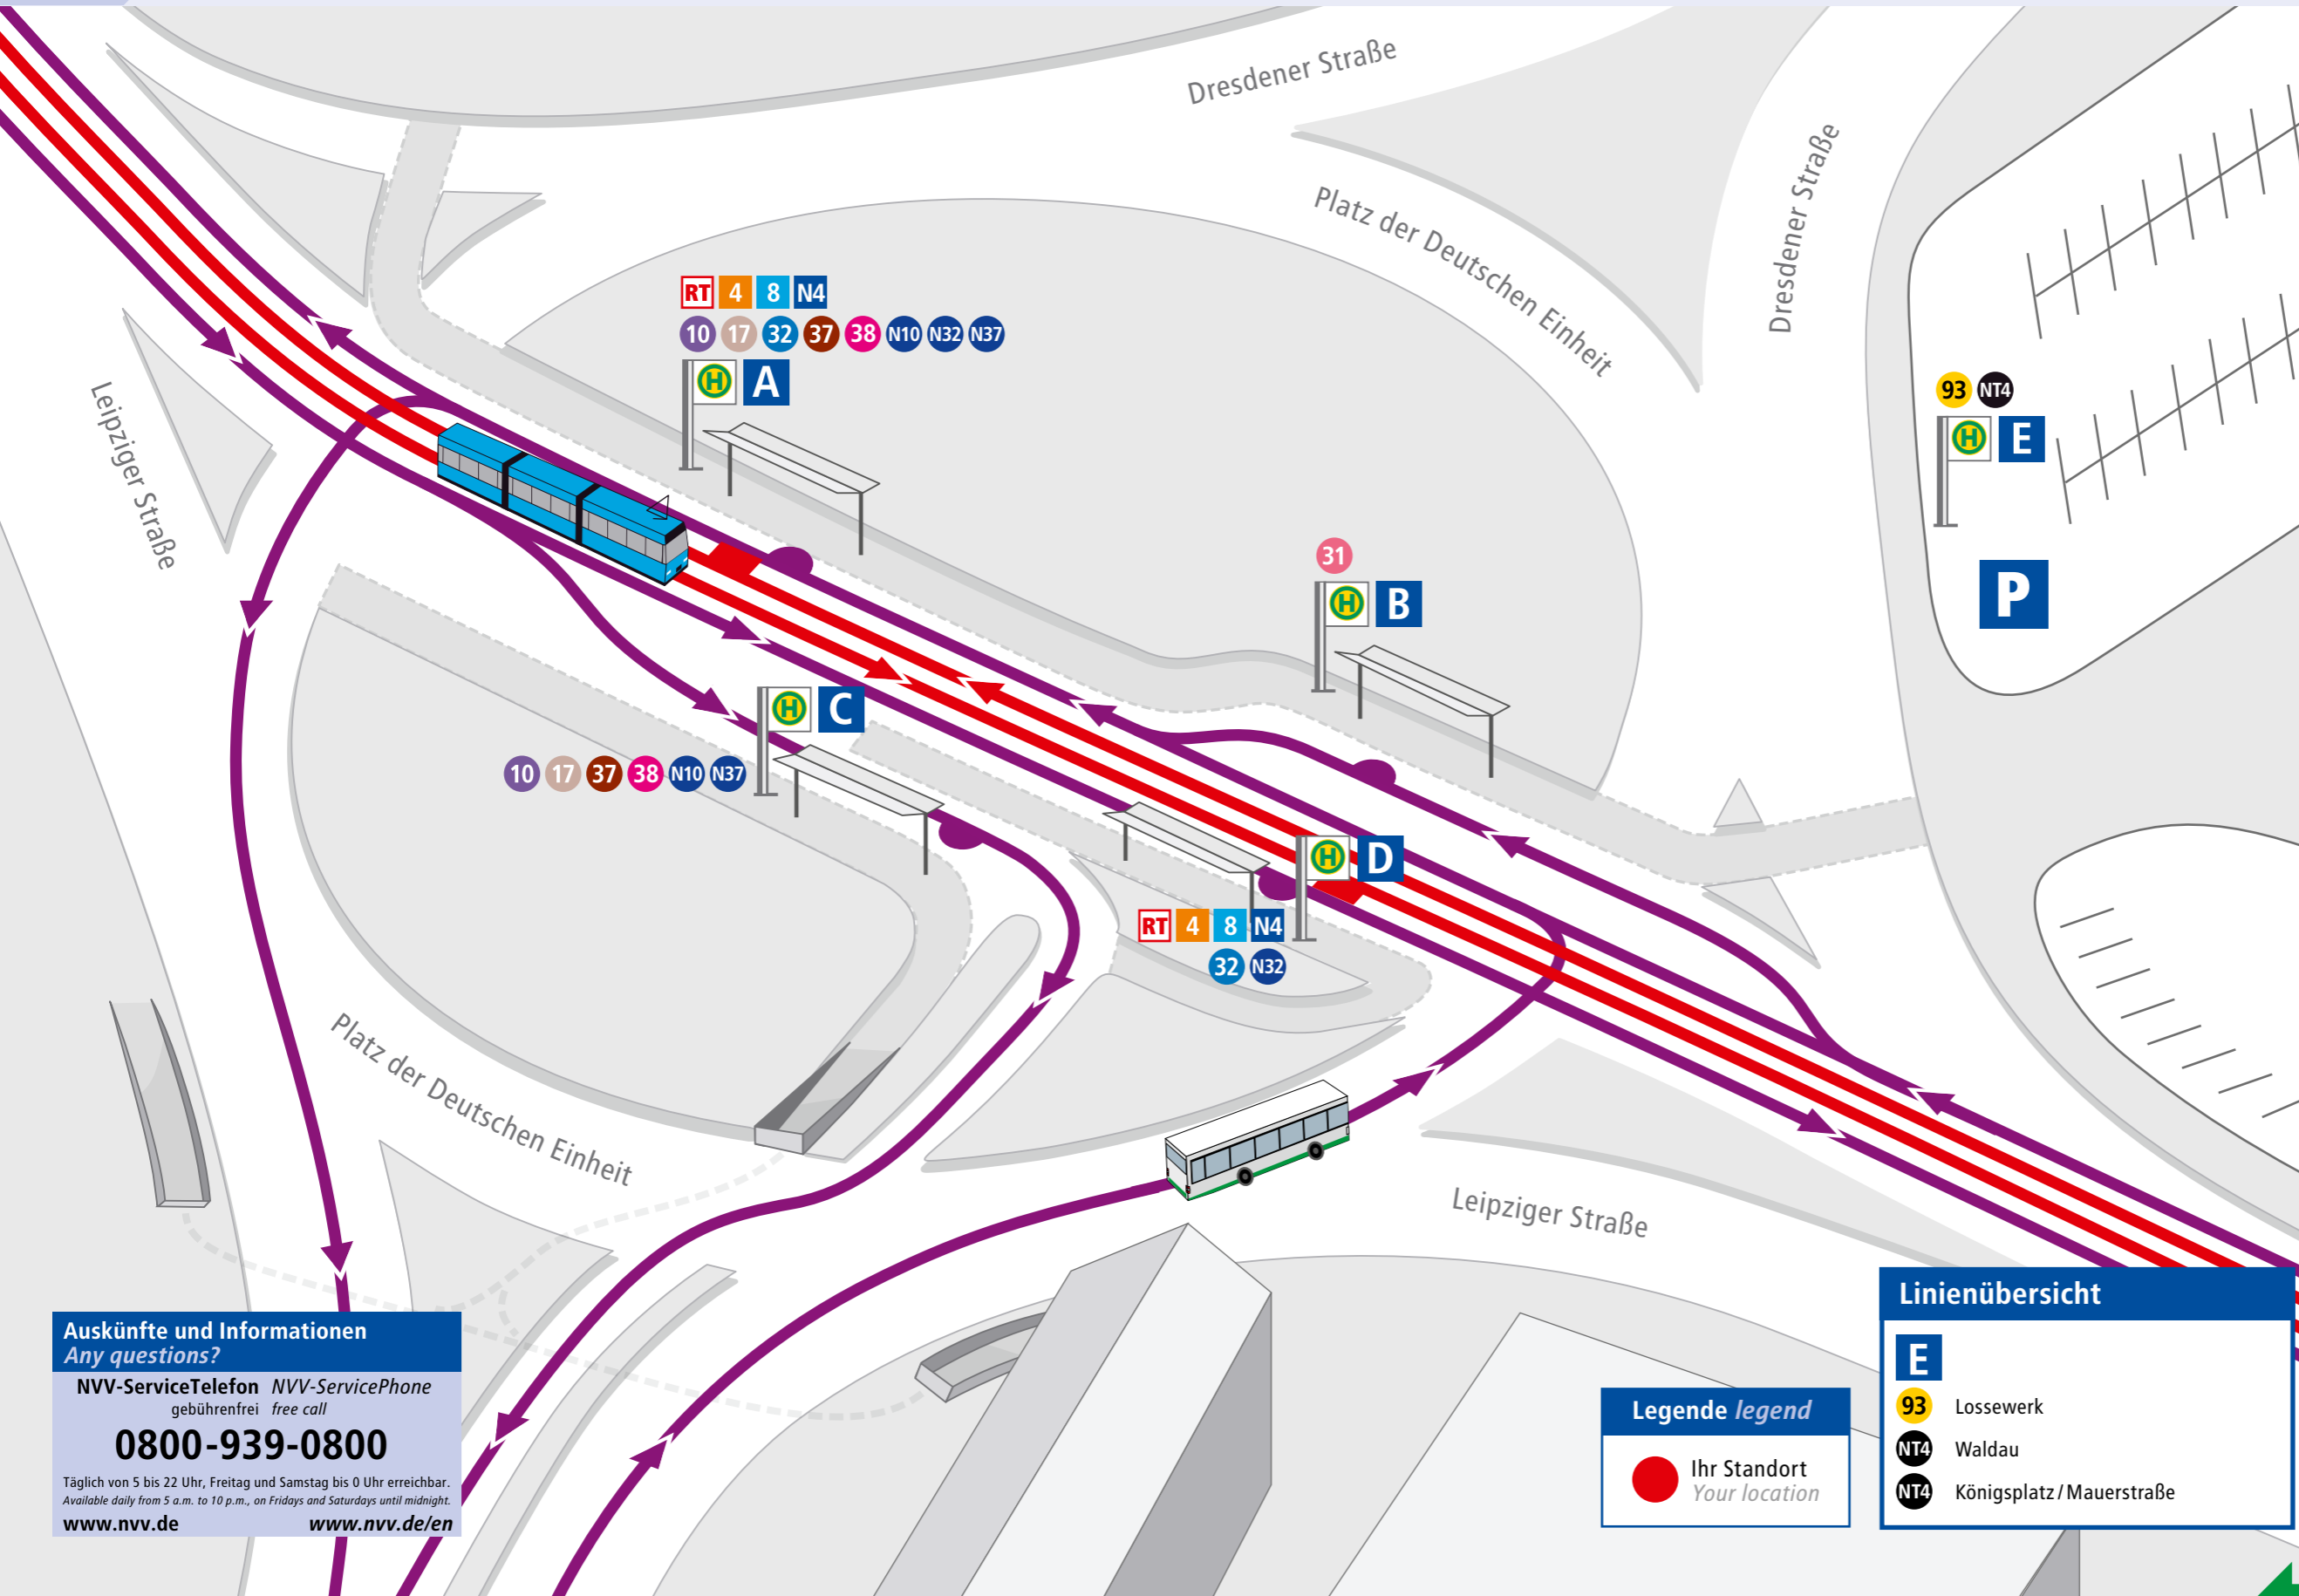 Dresdener Straße
Dresdener Straße
Platz der Deutschen Einheit
RT 4 8 N4
10 17 32 37 38 N10 N32 N37
H A
93 NT4
H E
P
Leipziger Straße
31
H B
H C
10 17 37 38 N10 N37
H D
RT 4 8 N4
32 N32
Platz der Deutschen Einheit
Leipziger Straße
Auskünfte und Informationen
Any questions?
NVV-ServiceTelefon NVV-ServicePhone
gebührenfrei free call
0800-939-0800
Täglich von 5 bis 22 Uhr, Freitag und Samstag bis 0 Uhr erreichbar.
Available daily from 5 a.m. to 10 p.m., on Fridays and Saturdays until midnight.
www.nvv.de www.nvv.de/en
Legende legend
Ihr Standort
Your location
Linienübersicht
E
93 Lossewerk
NT4 Waldau
NT4 Königsplatz / Mauerstraße